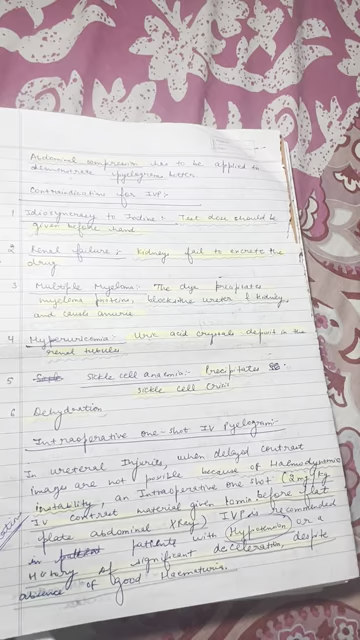 Abdominal compression has to be applied to
demonstrate pyelogram better.
Contraindication for IVP:-
1 Idiosyncrasy to Iodine: Test dose should be
given before hand
2 Renal failure:- kidney fail to excrete the
drug
3 Multiple Myeloma:- The dye precipitates
myeloma proteins, blocks the ureter & kidney,
and causes anuria
4 Hyperuricemia:- Uric acid crystals deposit in the
renal tubules
5 Sickle cell anaemia:- Precipitates
sickle cell crisis
6 Dehydration
Intraoperative one-shot IV Pyelogram:-
In ureteral Injuries, when delayed contrast
images are not possible because of Haemodynamic
instability, an Intraoperative one shot (2mg/kg
IV contrast material given 10min before flat
plate abdominal XRay) IVP is recommended
in patients with Hypotension or a
History of significant deceleration, despite
absence of good Haematuria.